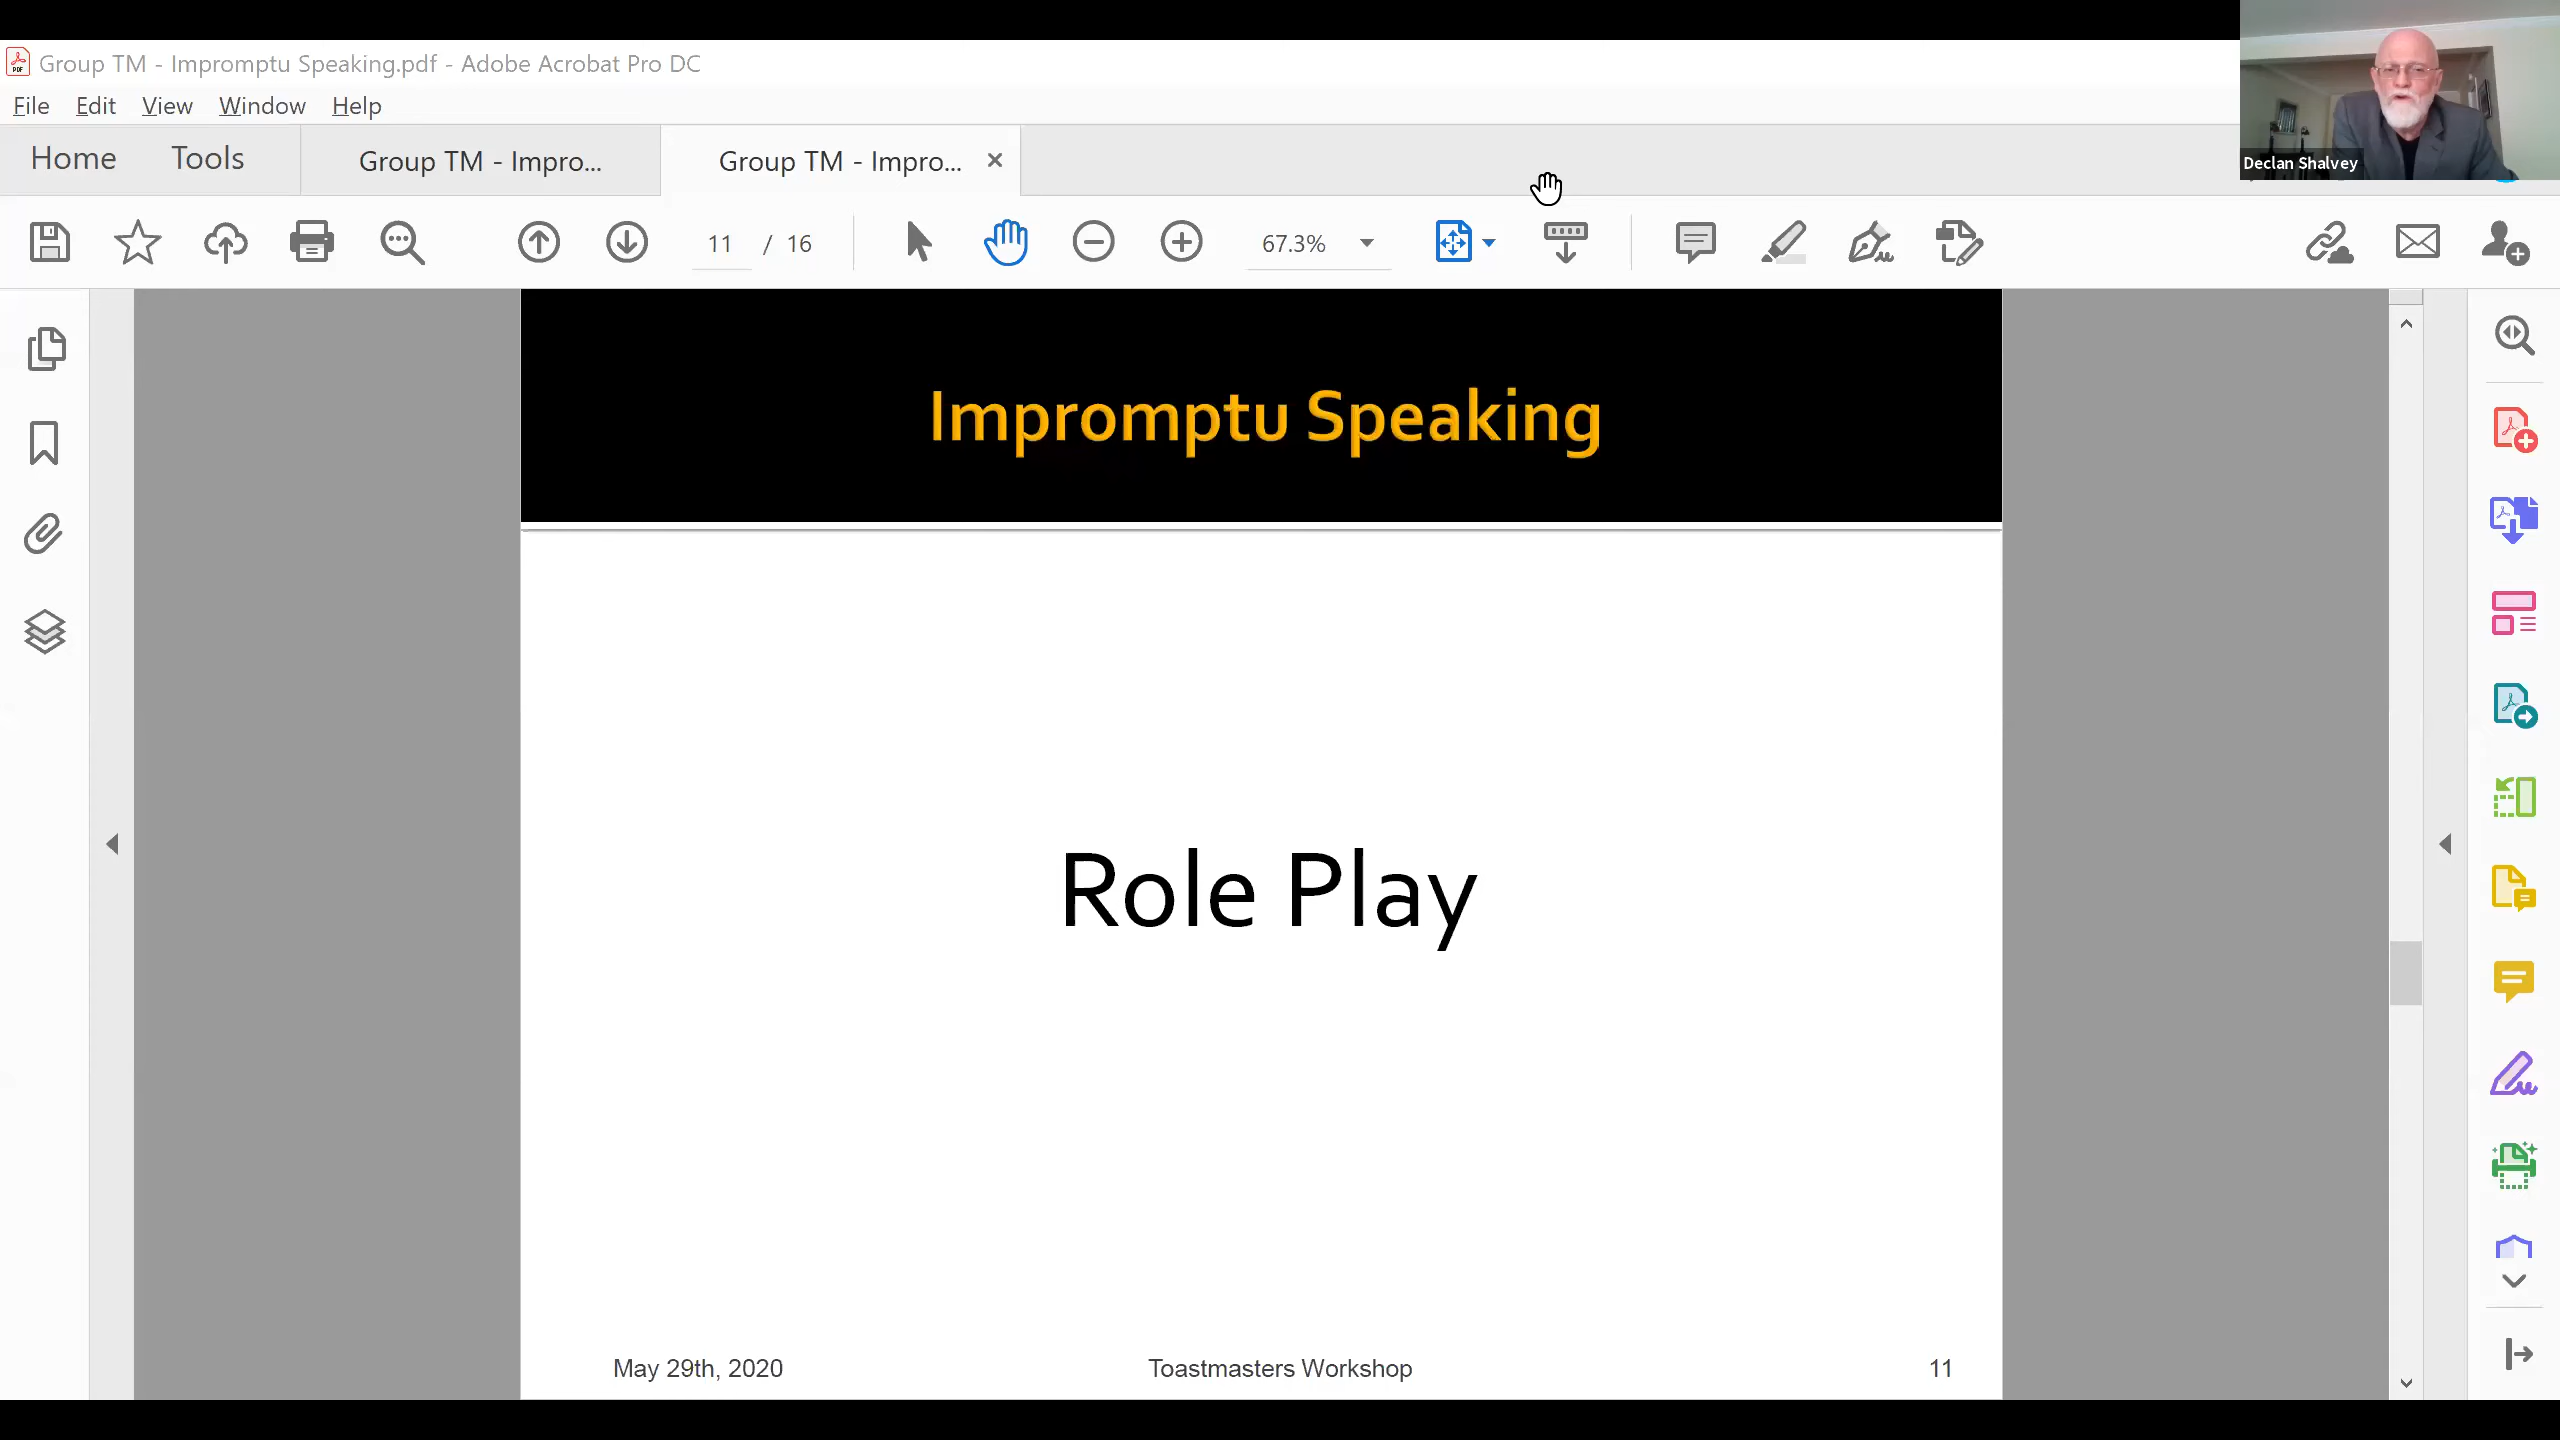 Group TM - Impromptu Speaking.pdf - Adobe Acrobat Pro DC
File Edit View Window Help
Home Tools Group TM - Impro... Group TM - Impro...
Declan Shalvey
11 / 16 67.3%
Impromptu Speaking
Role Play
May 29th, 2020 Toastmasters Workshop 11